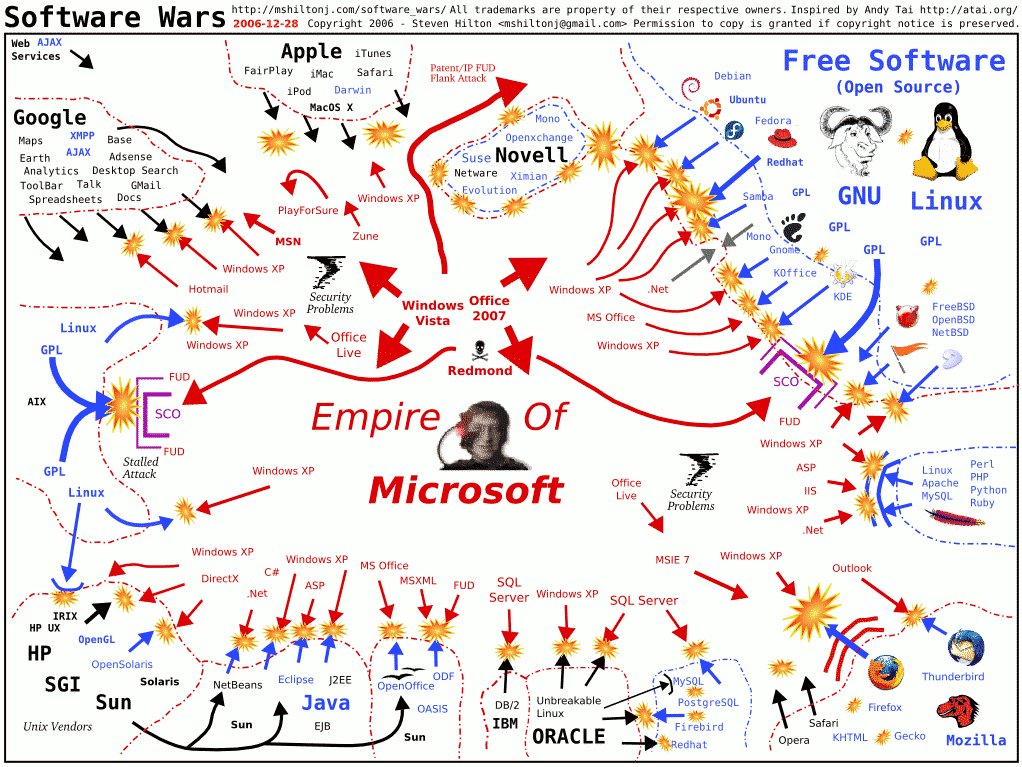 Software Wars
http://mshiltonj.com/software_wars/ All trademarks are property of their respective owners. Inspired by Andy Tai http://atai.org/
2006-12-28 Copyright 2006 - Steven Hilton <mshiltonj@gmail.com> Permission to copy is granted if copyright notice is preserved.
Web AJAX
Services
Apple
iTunes
FairPlay
iMac
Safari
iPod
Darwin
MacOS X
Patent/IP FUD
Flank Attack
Free Software
(Open Source)
Debian
Ubuntu
Fedora
Redhat
GNU
Linux
Google
Maps
XMPP
Base
Earth
AJAX
Adsense
Analytics
Desktop Search
ToolBar
Talk
GMail
Spreadsheets
Docs
Mono
Openxchange
Suse
Novell
Netware
Ximian
Evolution
Samba
GPL
Mono
GPL
Gnome
GPL
GPL
KOffice
KDE
FreeBSD
OpenBSD
NetBSD
PlayForSure
Windows XP
MSN
Zune
Windows XP
Hotmail
Security
Problems
Windows
Vista
Office
2007
Windows XP
.Net
MS Office
Windows XP
Linux
GPL
Windows XP
Windows XP
Office
Live
Redmond
AIX
FUD
SCO
FUD
Stalled
Attack
GPL
Linux
SCO
FUD
Empire
Of
Microsoft
Windows XP
Office
Live
Security
Problems
Windows XP
ASP
IIS
Windows XP
.Net
Linux
Apache
MySQL
Perl
PHP
Python
Ruby
Windows XP
DirectX
C#
.Net
Windows XP
ASP
MS Office
MSXML
FUD
SQL
Server
Windows XP
SQL Server
MSIE 7
Windows XP
Outlook
IRIX
HP UX
OpenGL
HP
OpenSolaris
SGI
Solaris
Sun
Unix Vendors
NetBeans
Eclipse
J2EE
Java
Sun
EJB
OpenOffice
ODF
OASIS
Sun
DB/2
IBM
Unbreakable
Linux
ORACLE
MySQL
PostgreSQL
Firebird
Redhat
Thunderbird
Firefox
Safari
Opera
KHTML
Gecko
Mozilla